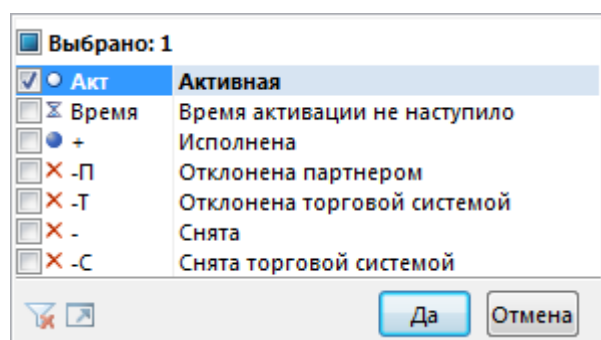 Выбрано: 1
Акт Активная
Время Время активации не наступило
+ Исполнена
-П Отклонена партнером
-Т Отклонена торговой системой
- Снята
-С Снята торговой системой
Да Отмена